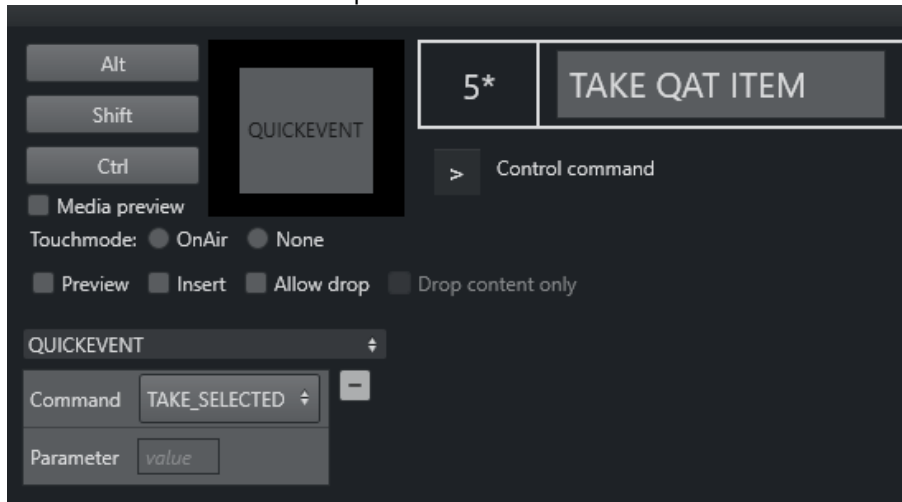 Alt
Shift
Ctrl
QUICKEVENT
5*
TAKE QAT ITEM
>
Control command
Media preview
Touchmode: OnAir None
Preview Insert Allow drop Drop content only
QUICKEVENT
Command TAKE_SELECTED
Parameter value